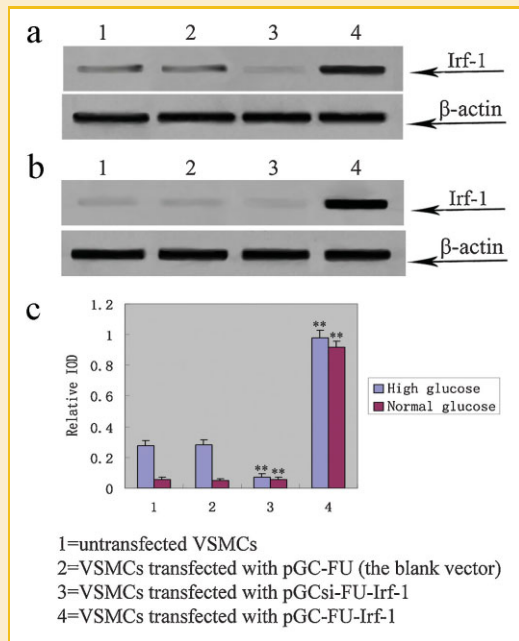 a
1 2 3 4
Irf-1
β-actin
b
1 2 3 4
Irf-1
β-actin
c
1.2
1
0.8
0.6
0.4
0.2
0
Relative IOD
** **
** **
1 2 3 4
High glucose
Normal glucose
1=untransfected VSMCs
2=VSMCs transfected with pGC-FU (the blank vector)
3=VSMCs transfected with pGCsi-FU-Irf-1
4=VSMCs transfected with pGC-FU-Irf-1